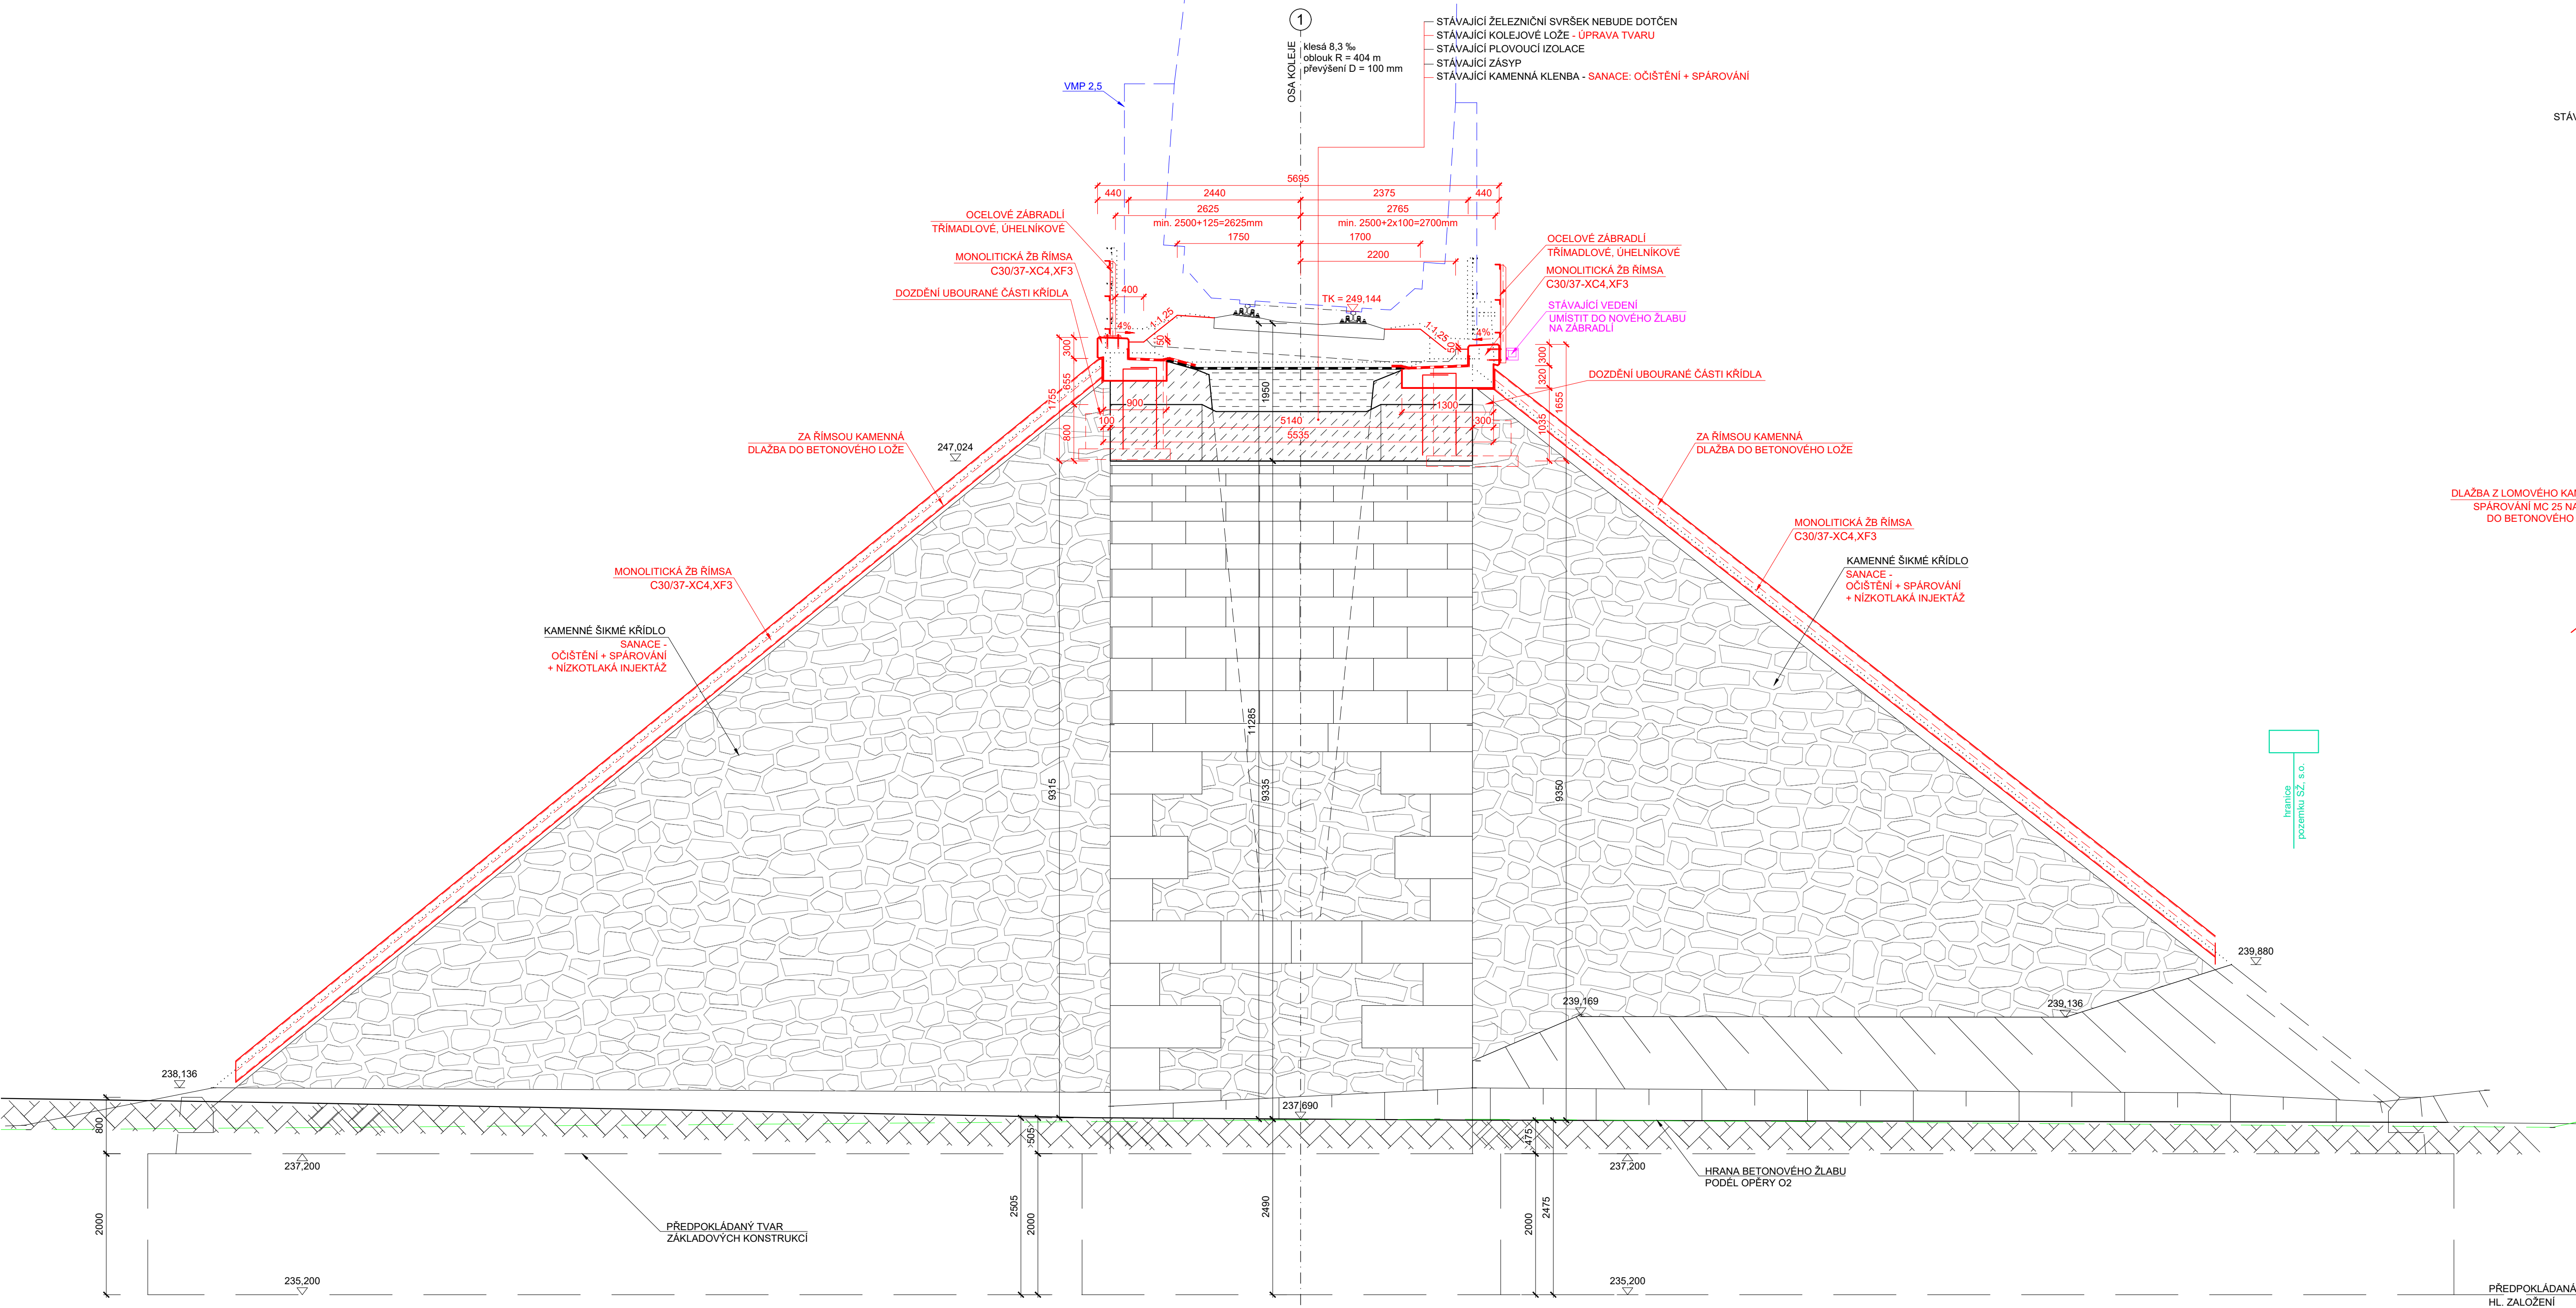 1
OSA KOLEJE
klesá 8,3 ‰
oblouk R = 404 m
převýšení D = 100 mm
STÁVAJÍCÍ ŽELEZNIČNÍ SVRŠEK NEBUDE DOTČEN
STÁVAJÍCÍ KOLEJOVÉ LOŽE - ÚPRAVA TVARU
STÁVAJÍCÍ PLOVOUCÍ IZOLACE
STÁVAJÍCÍ ZÁSYP
STÁVAJÍCÍ KAMENNÁ KLENBA - SANACE: OČIŠTĚNÍ + SPÁROVÁNÍ
VMP 2,5
5695
440 2440 2375 440
2625 2765
min. 2500+125=2625mm min. 2500+2x100=2700mm
1750 1700
2200
OCELOVÉ ZÁBRADLÍ
TŘÍMADLOVÉ, ÚHELNÍKOVÉ
MONOLITICKÁ ŽB ŘÍMSA
C30/37-XC4,XF3
DOZDĚNÍ UBOURANÉ ČÁSTI KŘÍDLA
OCELOVÉ ZÁBRADLÍ
TŘÍMADLOVÉ, ÚHELNÍKOVÉ
MONOLITICKÁ ŽB ŘÍMSA
C30/37-XC4,XF3
STÁVAJÍCÍ VEDENÍ
UMÍSTIT DO NOVÉHO ŽLABU
NA ZÁBRADLÍ
400
TK = 249,144
4%
1:1,25
1:1,25
4%
50
50
300
655
1755
800
300
320
1655
1035
DOZDĚNÍ UBOURANÉ ČÁSTI KŘÍDLA
1950
900
1300
100 5140 300
5535
ZA ŘÍMSOU KAMENNÁ
DLAŽBA DO BETONOVÉHO LOŽE
247,024
ZA ŘÍMSOU KAMENNÁ
DLAŽBA DO BETONOVÉHO LOŽE
MONOLITICKÁ ŽB ŘÍMSA
C30/37-XC4,XF3
MONOLITICKÁ ŽB ŘÍMSA
C30/37-XC4,XF3
KAMENNÉ ŠIKMÉ KŘÍDLO
SANACE -
OČIŠTĚNÍ + SPÁROVÁNÍ
+ NÍZKOTLAKÁ INJEKTÁŽ
KAMENNÉ ŠIKMÉ KŘÍDLO
SANACE -
OČIŠTĚNÍ + SPÁROVÁNÍ
+ NÍZKOTLAKÁ INJEKTÁŽ
STÁV
DLAŽBA Z LOMOVÉHO KAM
SPÁROVÁNÍ MC 25 NA
DO BETONOVÉHO
hranice
pozemku SŽ, s.o.
11285
9315
9335
9350
239,880
239,169
239,136
238,136
237,690
800
505
475
237,200
237,200
HRANA BETONOVÉHO ŽLABU
PODÉL OPĚRY O2
2000
2505
2000
2490
2000
2475
PŘEDPOKLÁDANÝ TVAR
ZÁKLADOVÝCH KONSTRUKCÍ
235,200
235,200
PŘEDPOKLÁDANÁ
HL. ZALOŽENÍ